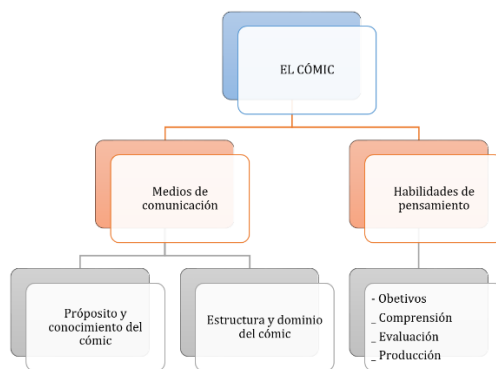 EL CÓMIC
Medios de
comunicación
Habilidades de
pensamiento
Próposito y
conocimiento del
cómic
Estructura y dominio
del cómic
- Obetivos
_ Comprensión
_ Evaluación
_ Producción